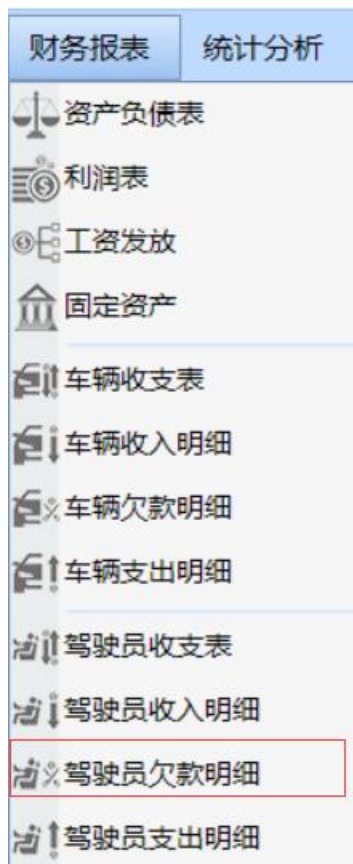 财务报表 统计分析
资产负债表
利润表
工资发放
固定资产
车辆收支表
车辆收入明细
车辆欠款明细
车辆支出明细
驾驶员收支表
驾驶员收入明细
驾驶员欠款明细
驾驶员支出明细